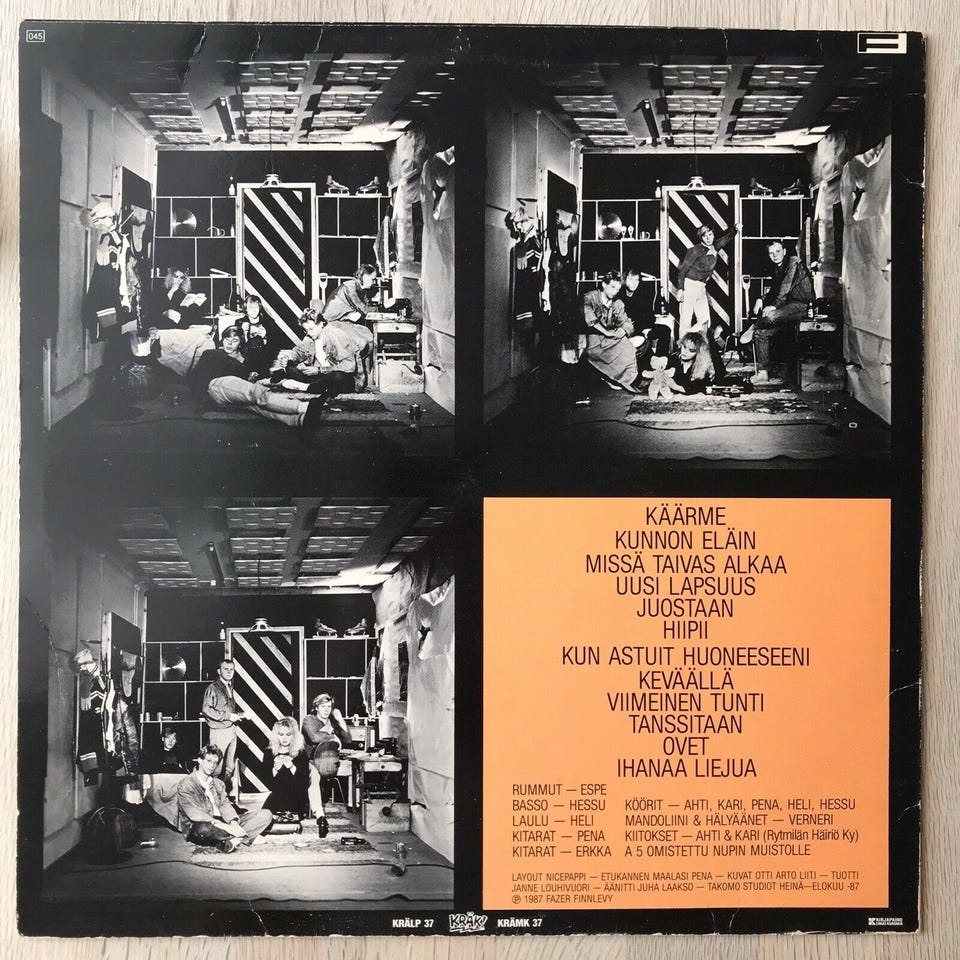 045
KÄÄRME
KUNNON ELÄIN
MISSÄ TAIVAS ALKAA
UUSI LAPSUUS
JUOSTAAN
HIIPII
KUN ASTUIT HUONEESEENI
KEVÄÄLLÄ
VIIMEINEN TUNTI
TANSSITAAN
OVET
IHANAA LIEJUA
RUMMUT — ESPE
BASSO — HESSU
LAULU — HELI
KITARAT — PENA
KITARAT — ERKKA
KÖÖRIT — AHTI, KARI, PENA, HELI, HESSU
MANDOLIINI & HÄLYÄÄNET — VERNERI
KIITOKSET — AHTI & KARI (Rytmilän Häiriö Ky)
A 5 OMISTETTU NUPIN MUISTOLLE
LAYOUT NICEPAPPI — ETUKANNEN MAALASI PENA — KUVAT OTTI ARTO LIITI — TUOTTI
JANNE LOUHIVUORI — ÄÄNITTI JUHA LAAKSO — TAKOMO STUDIOT HEINÄ—ELOKUU -87
℗ 1987 FAZER FINNLEVY
KRÄLP 37 KRÄK! KRÄMK 37
KIRJAPAINO